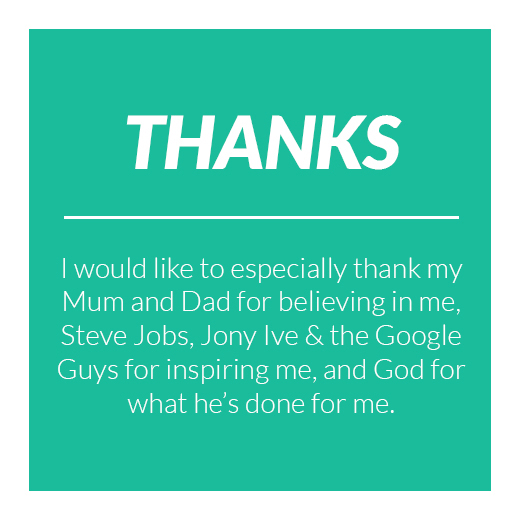 THANKS
I would like to especially thank my
Mum and Dad for believing in me,
Steve Jobs, Jony Ive & the Google
Guys for inspiring me, and God for
what he's done for me.